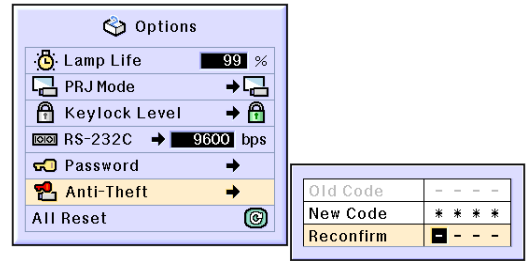 Options
Lamp Life 99 %
PRJ Mode
Keylock Level
RS-232C 9600 bps
Password
Anti-Theft
All Reset
Old Code - - - -
New Code * * * *
Reconfirm - - - -